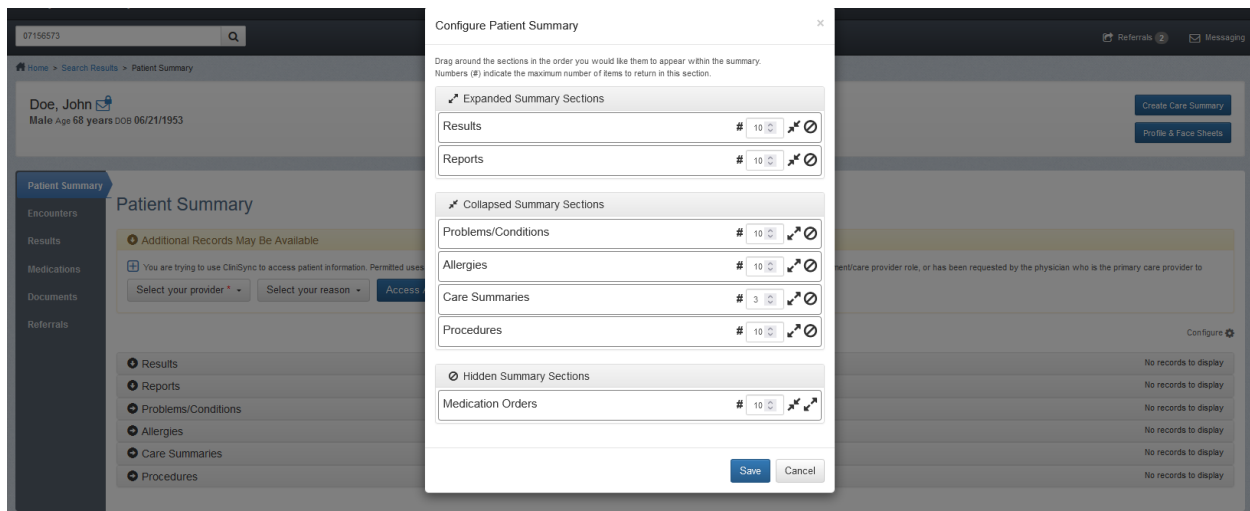 07156573
Referrals 2
Messaging
Home > Search Results > Patient Summary
Doe, John
Male Age 68 years DOB 06/21/1953
Create Care Summary
Profile & Face Sheets
Patient Summary
Encounters
Results
Medications
Documents
Referrals
Patient Summary
Additional Records May Be Available
You are trying to use CliniSync to access patient information. Permitted uses
ment/care provider role, or has been requested by the physician who is the primary care provider to
Select your provider * Select your reason Access
Configure
Results No records to display
Reports No records to display
Problems/Conditions No records to display
Allergies No records to display
Care Summaries No records to display
Procedures No records to display
Configure Patient Summary ×
Drag around the sections in the order you would like them to appear within the summary.
Numbers (#) indicate the maximum number of items to return in this section.
Expanded Summary Sections
Results # 10
Reports # 10
Collapsed Summary Sections
Problems/Conditions # 10
Allergies # 10
Care Summaries # 3
Procedures # 10
Hidden Summary Sections
Medication Orders # 10
Save Cancel